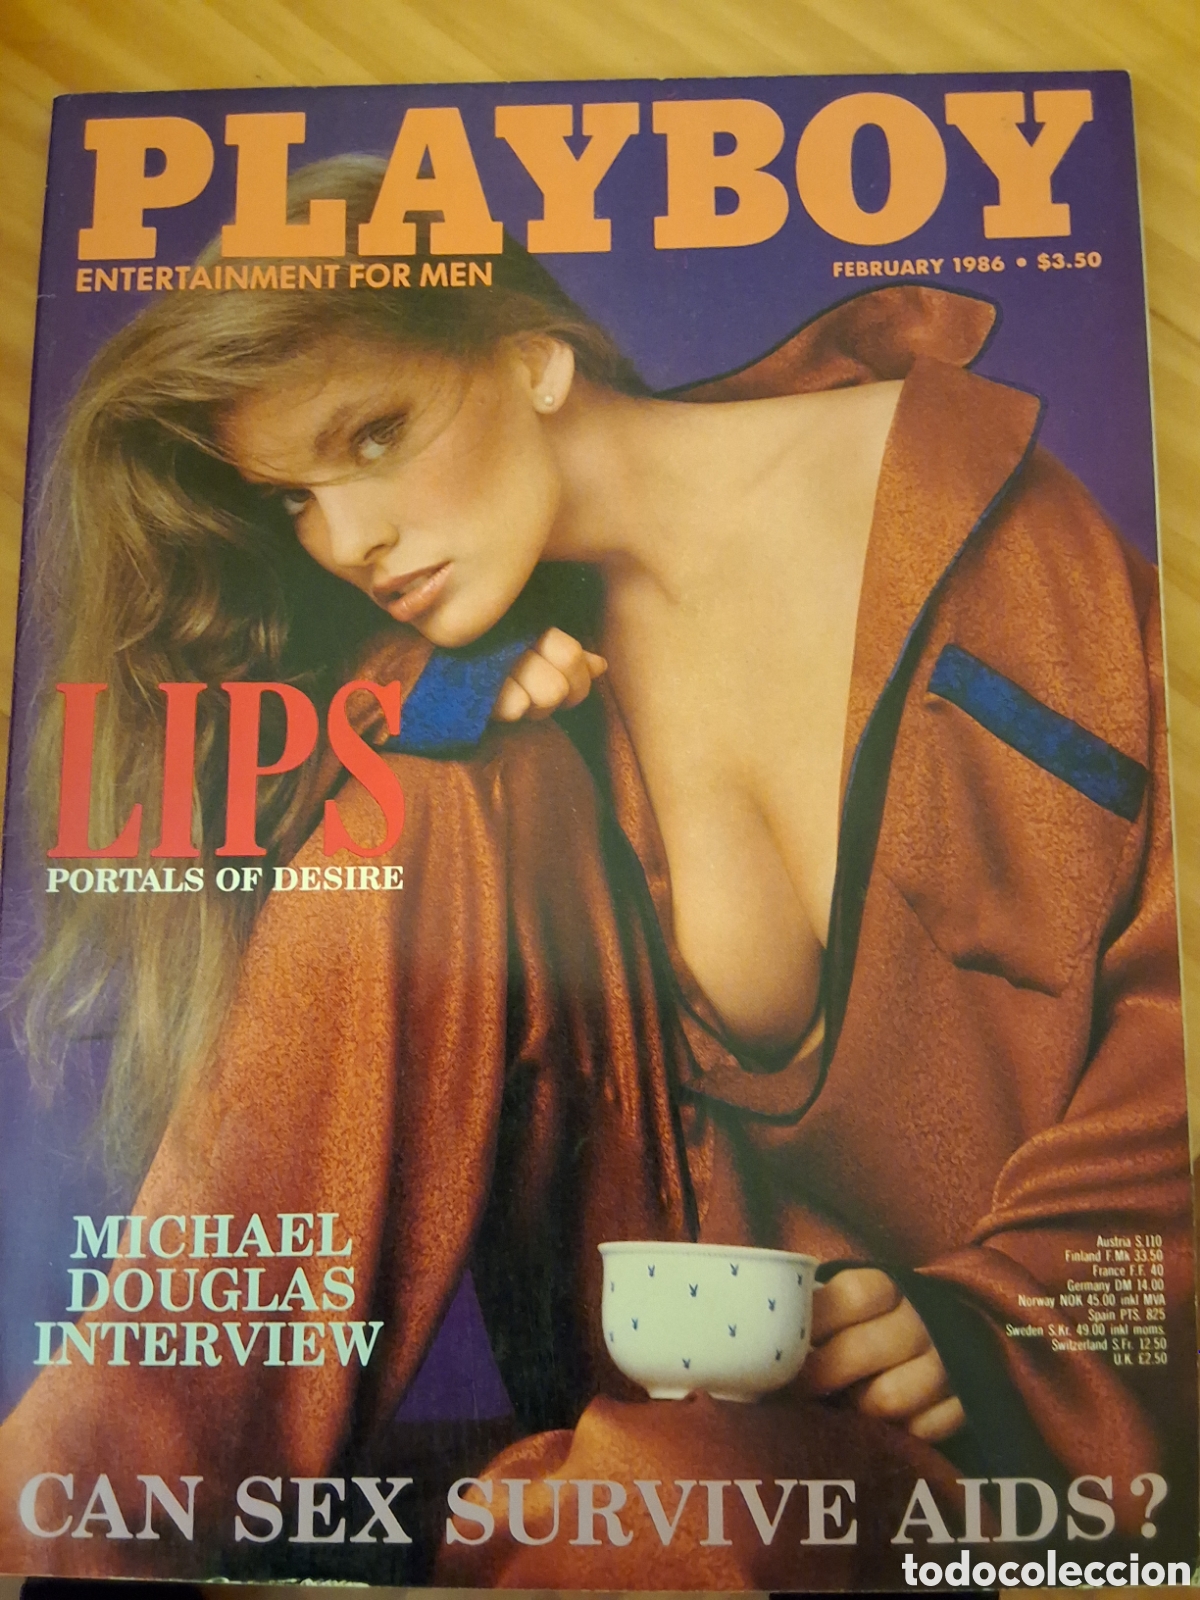 PLAYBOY
ENTERTAINMENT FOR MEN
FEBRUARY 1986 • $3.50
LIPS
PORTALS OF DESIRE
MICHAEL
DOUGLAS
INTERVIEW
Austria S.110
Finland F.Mk 33.50
France F.F. 40
Germany DM 14.00
Norway NOK 45.00 inkl MVA
Spain PTS. 825
Sweden S.Kr. 49.00 inkl moms.
Switzerland S.Fr. 12.50
U.K. £2.50
CAN SEX SURVIVE AIDS?
todocoleccion